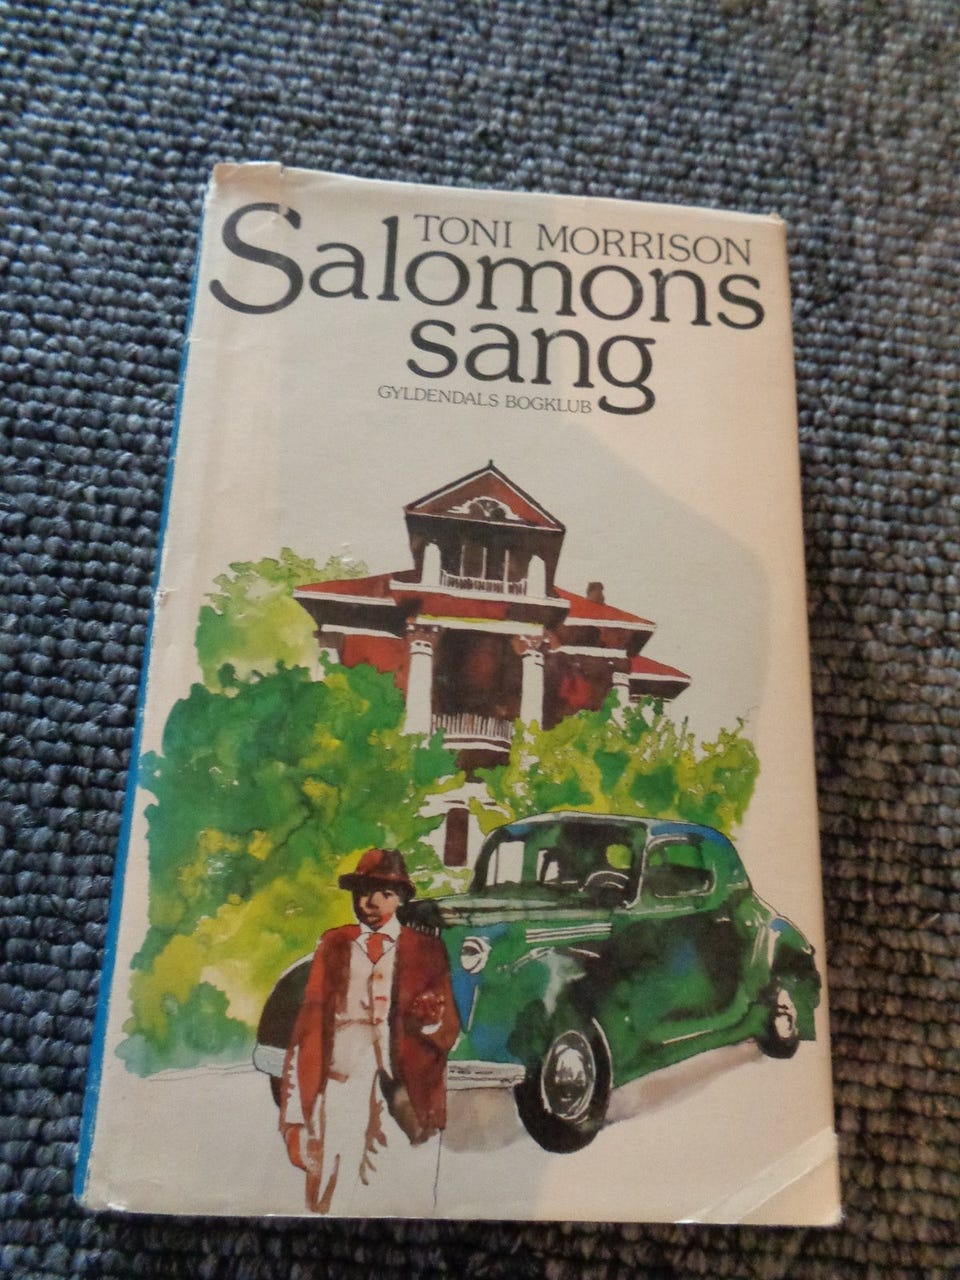 TONI MORRISON
Salomons
sang
GYLDENDALS BOGKLUB